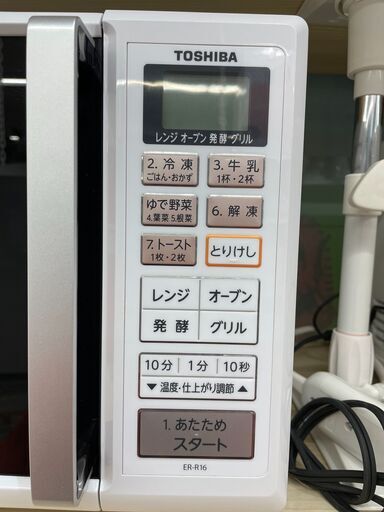 TOSHIBA
レンジ オーブン 発酵 グリル
2. 冷凍 3. 牛乳
ごはん・おかず 1杯・2杯
ゆで野菜 6. 解凍
4.葉菜 5.根菜
7. トースト とりけし
1枚・2枚
レンジ オーブン
発酵 グリル
10分 1分 10秒
▼ 温度・仕上がり調節 ▲
1. あたため
スタート
ER-R16